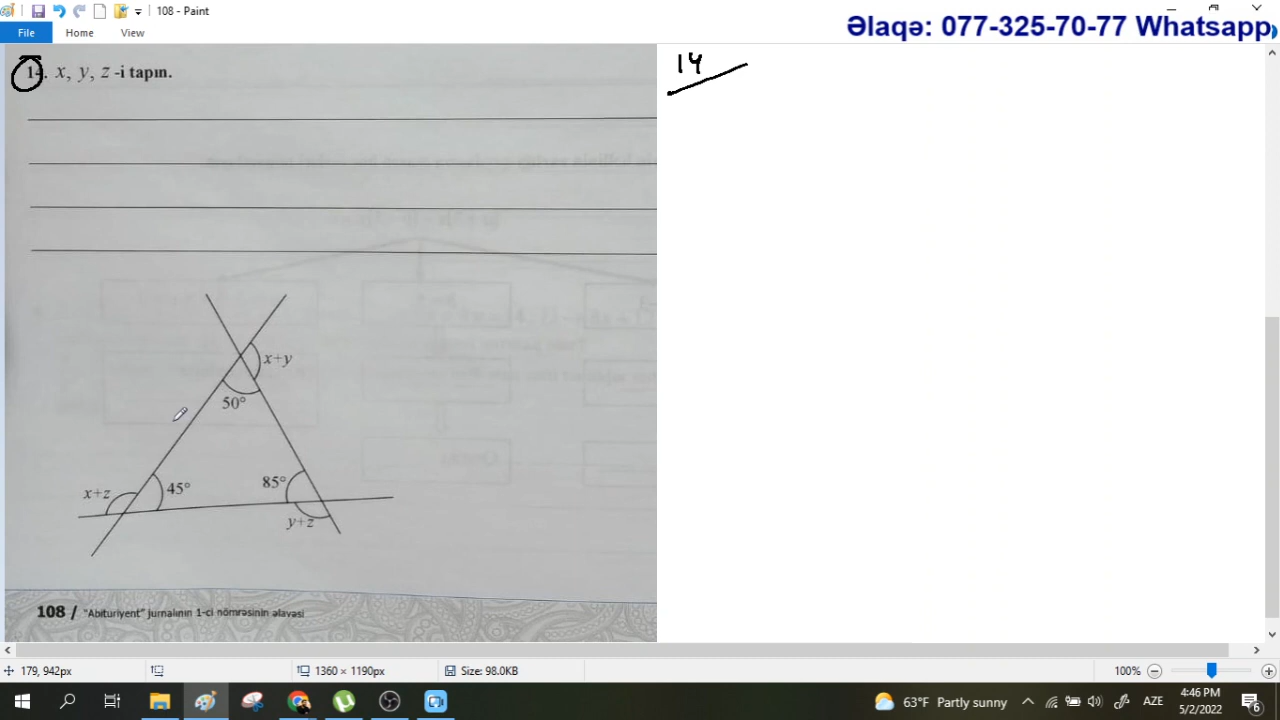 108 - Paint
Əlaqə: 077-325-70-77 Whatsapp
File Home View
14. x, y, z -i tapın.
14
x+y
50°
x+z
45°
85°
y+z
108 / "Abituriyent" jurnalının 1-ci nömrəsinin əlavəsi
179, 942px
1360 × 1190px
Size: 98.0KB
100%
63°F Partly sunny
AZE
4:46 PM
5/2/2022
6